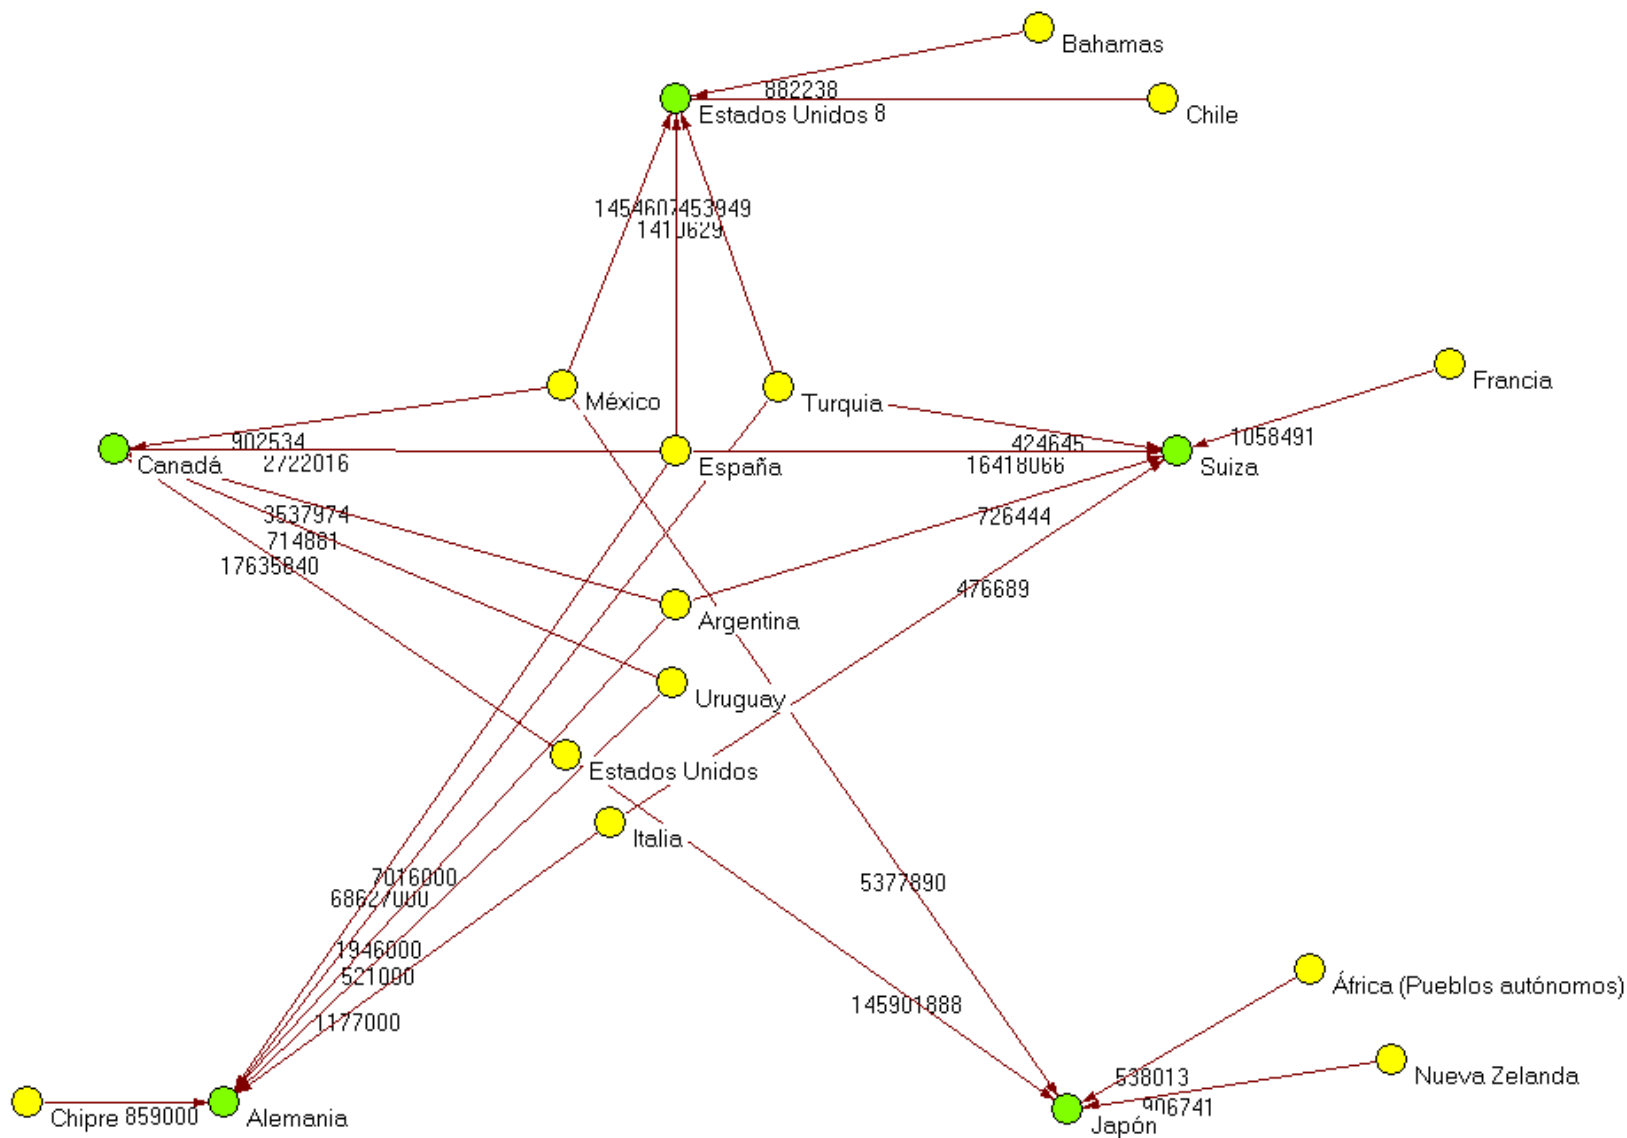 Bahamas
882238
Estados Unidos 8
Chile
1410629
México
Turquia
Francia
902534
424645
1058491
Canadá
2722016
España
16418066
Suiza
3537974
726444
714881
17635840
476689
Argentina
Uruguay
Estados Unidos
Italia
7016000
5377890
68627000
1946000
521000
África (Pueblos autónomos)
145901888
1177000
538013
Nueva Zelanda
906741
Chipre 859000
Alemania
Japón